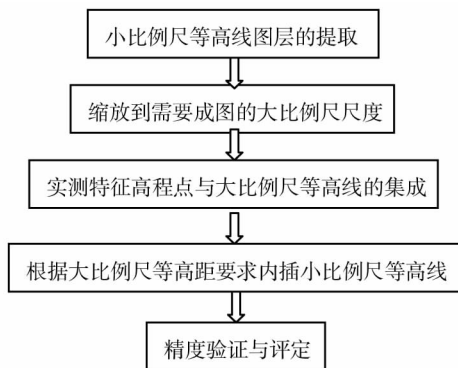 小比例尺等高线图层的提取
缩放到需要成图的大比例尺尺度
实测特征高程点与大比例尺等高线的集成
根据大比例尺等高距要求内插小比例尺等高线
精度验证与评定